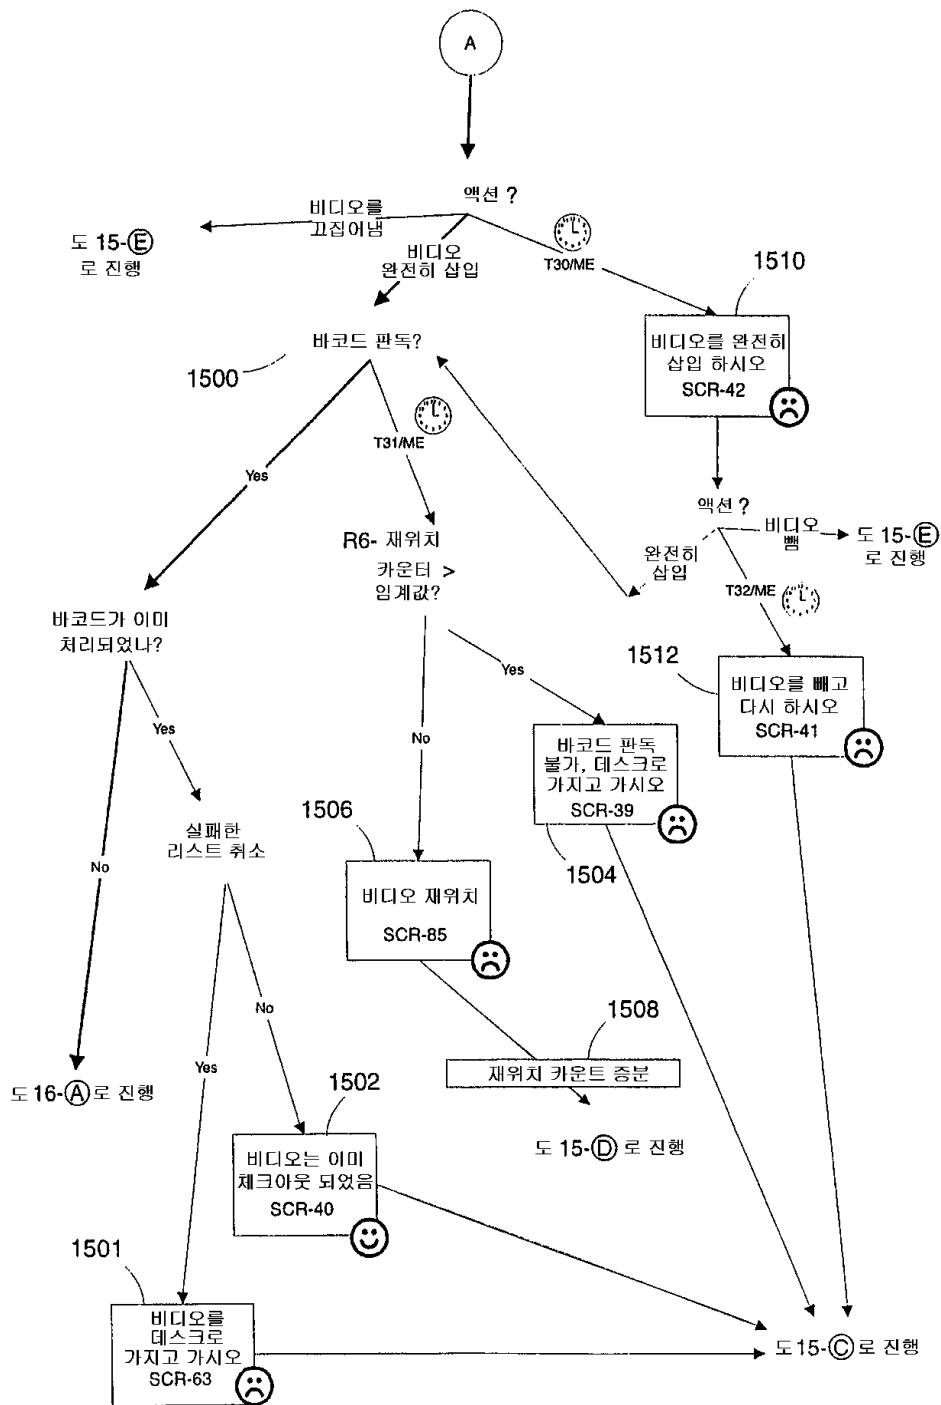 A
액션 ?
비디오를
끄집어냄
도 15-Ⓔ
로 진행
비디오
완전히 삽입
T30/ME
1510
비디오를 완전히
삽입 하시오
SCR-42
바코드 판독?
1500
T31/ME
Yes
액션 ?
비디오
뺌
도 15-Ⓔ
로 진행
완전히
삽입
T32/ME
R6- 재위치
카운터 >
임계값?
바코드가 이미
처리되었나?
1512
비디오를 빼고
다시 하시오
SCR-41
Yes
Yes
No
바코드 판독
불가, 데스크로
가지고 가시오
SCR-39
1504
1506
비디오 재위치
SCR-85
실패한
리스트 취소
No
No
Yes
1508
재위치 카운트 증분
도 15-Ⓓ 로 진행
도 16-Ⓐ로 진행
1502
비디오는 이미
체크아웃 되었음
SCR-40
1501
비디오를
데스크로
가지고 가시오
SCR-63
도 15-Ⓒ로 진행